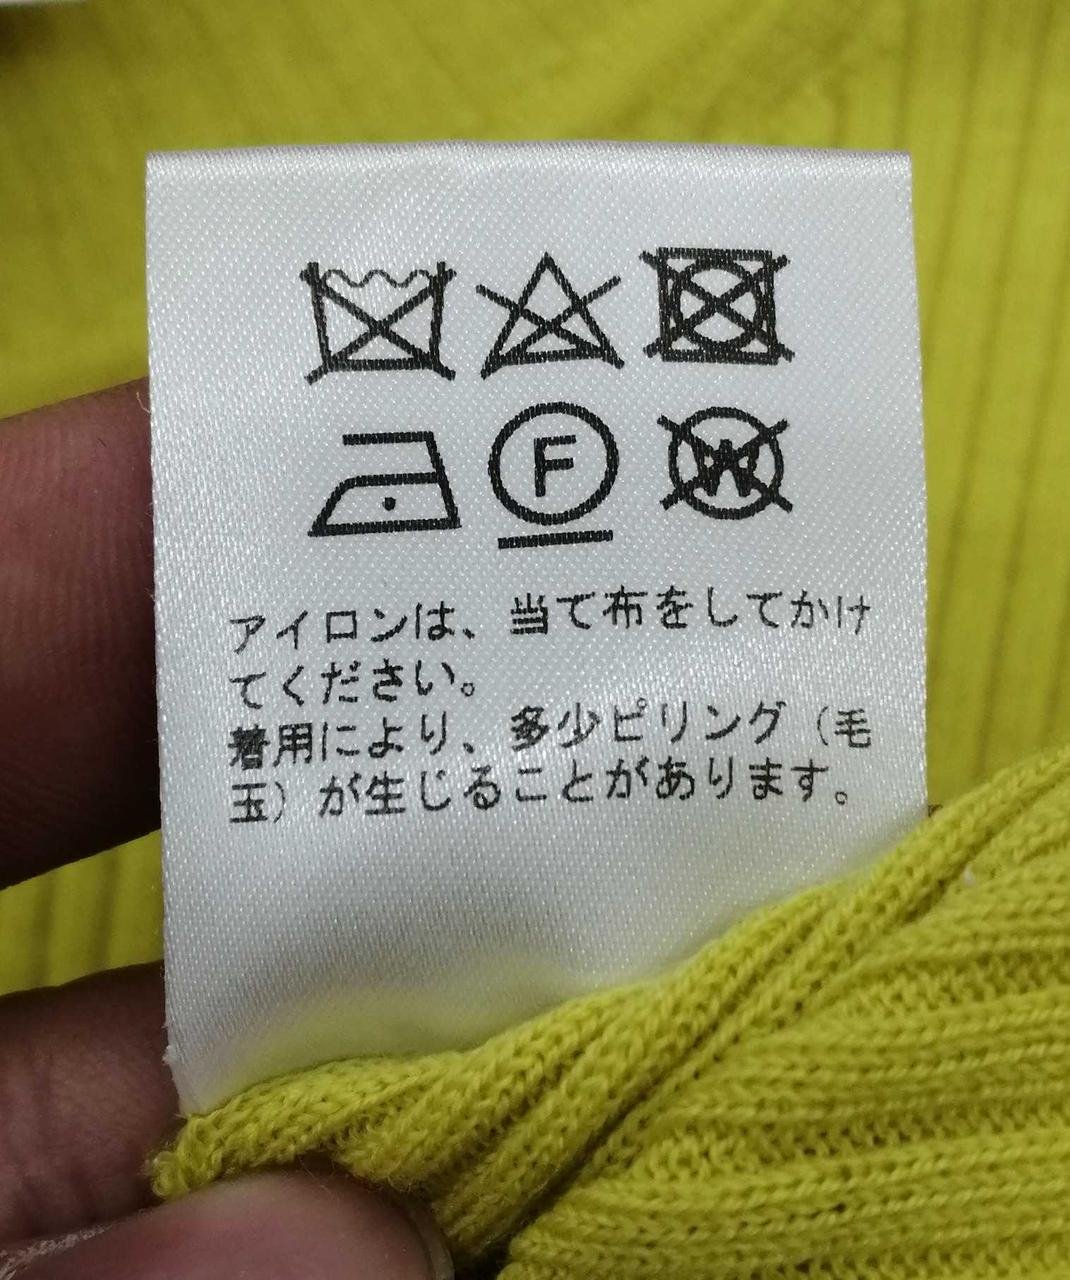 F
W
アイロンは、当て布をしてかけ
てください。
着用により、多少ピリング（毛
玉）が生じることがあります。